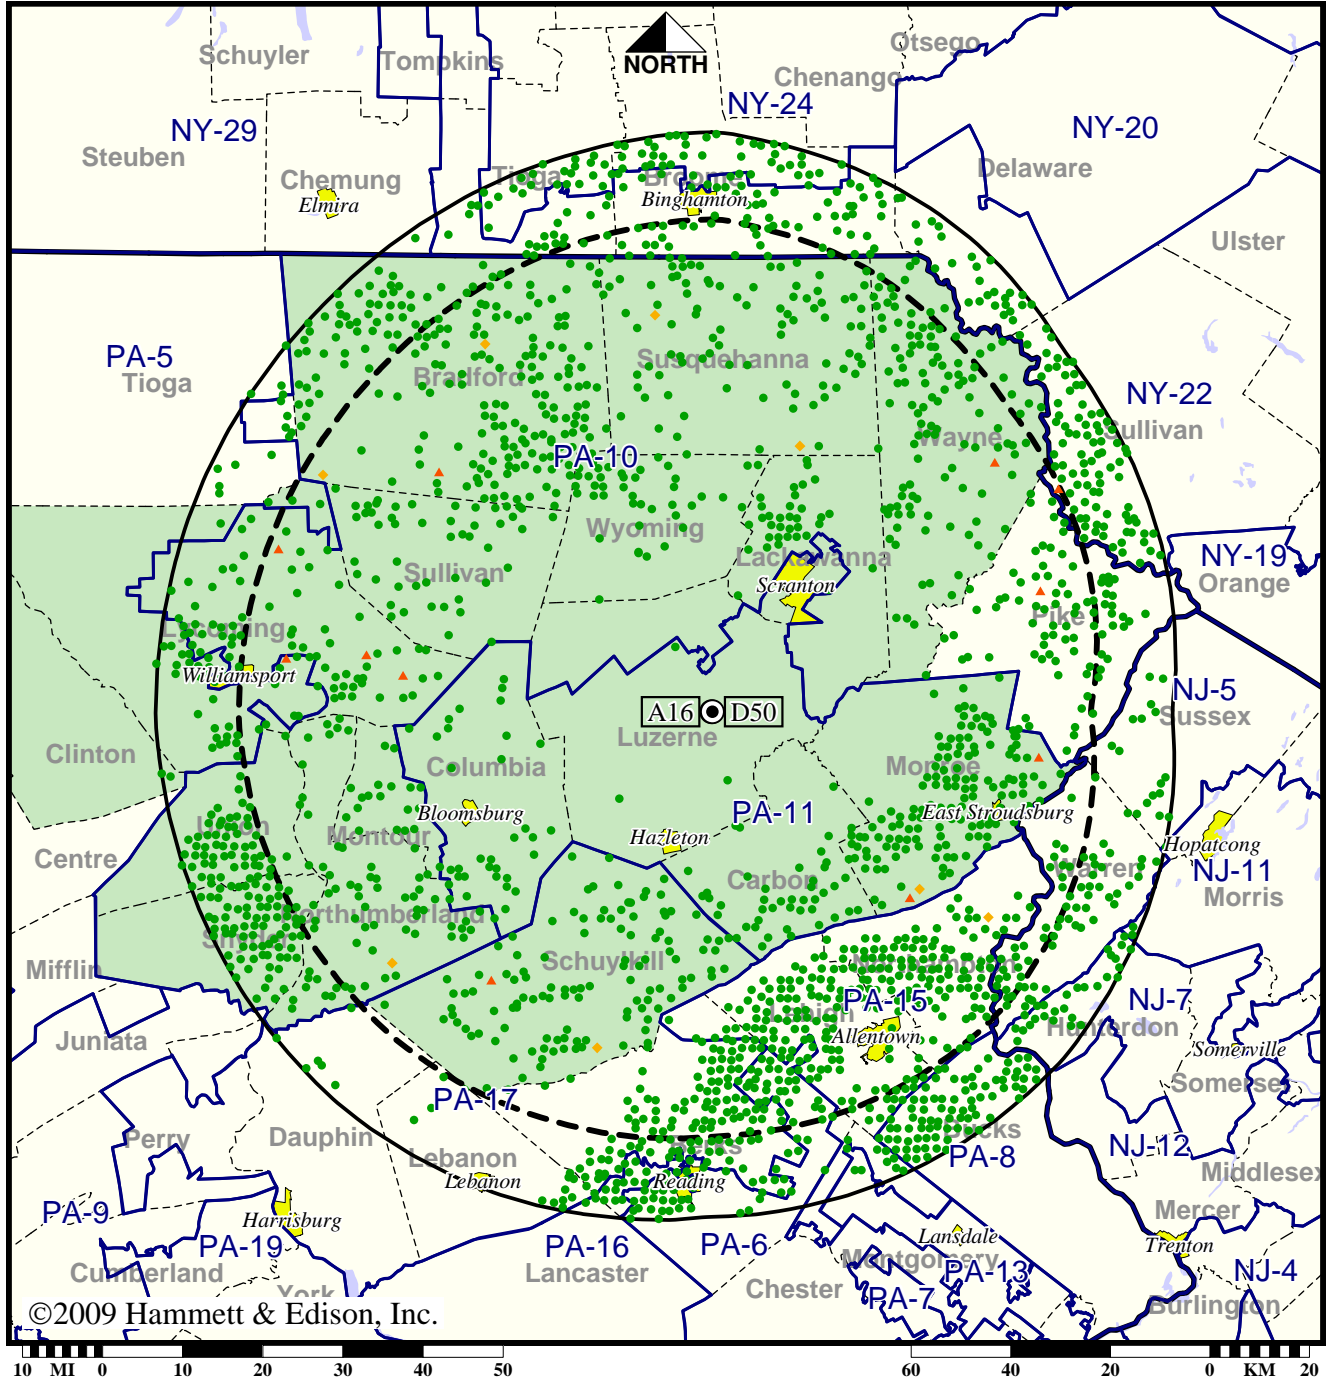 Schuyler
Tompkins
NORTH
Otsego
Chenango
NY-24
NY-29
NY-20
Steuben
Chemung
Tioga
Broome
Delaware
Elmira
Binghamton
Ulster
PA-5
Tioga
Susquehanna
Bradford
NY-22
Sullivan
Wayne
PA-10
Wyoming
Lackawanna
NY-19
Orange
Sullivan
Scranton
Pike
Lycoming
Williamsport
NJ-5
Sussex
A16
D50
Luzerne
Clinton
Columbia
Monroe
Bloomsburg
PA-11
East Stroudsburg
Union
Montour
Hazleton
Hopatcong
Centre
NJ-11
Morris
Warren
Carbon
Northumberland
Snyder
Mifflin
Schuylkill
Northampton
PA-15
NJ-7
Lehigh
Hunterdon
Juniata
Allentown
Somerville
Somerset
PA-17
Perry
Dauphin
Bucks
Berks
NJ-12
Lebanon
PA-8
Middlesex
Lebanon
Reading
PA-9
Harrisburg
Mercer
PA-19
PA-16
PA-6
Lansdale
Trenton
Montgomery
Cumberland
Lancaster
PA-13
NJ-4
Chester
PA-7
York
Burlington
©2009 Hammett & Edison, Inc.
10 MI 0 10 20 30 40 50 60 40 20 0 KM 20